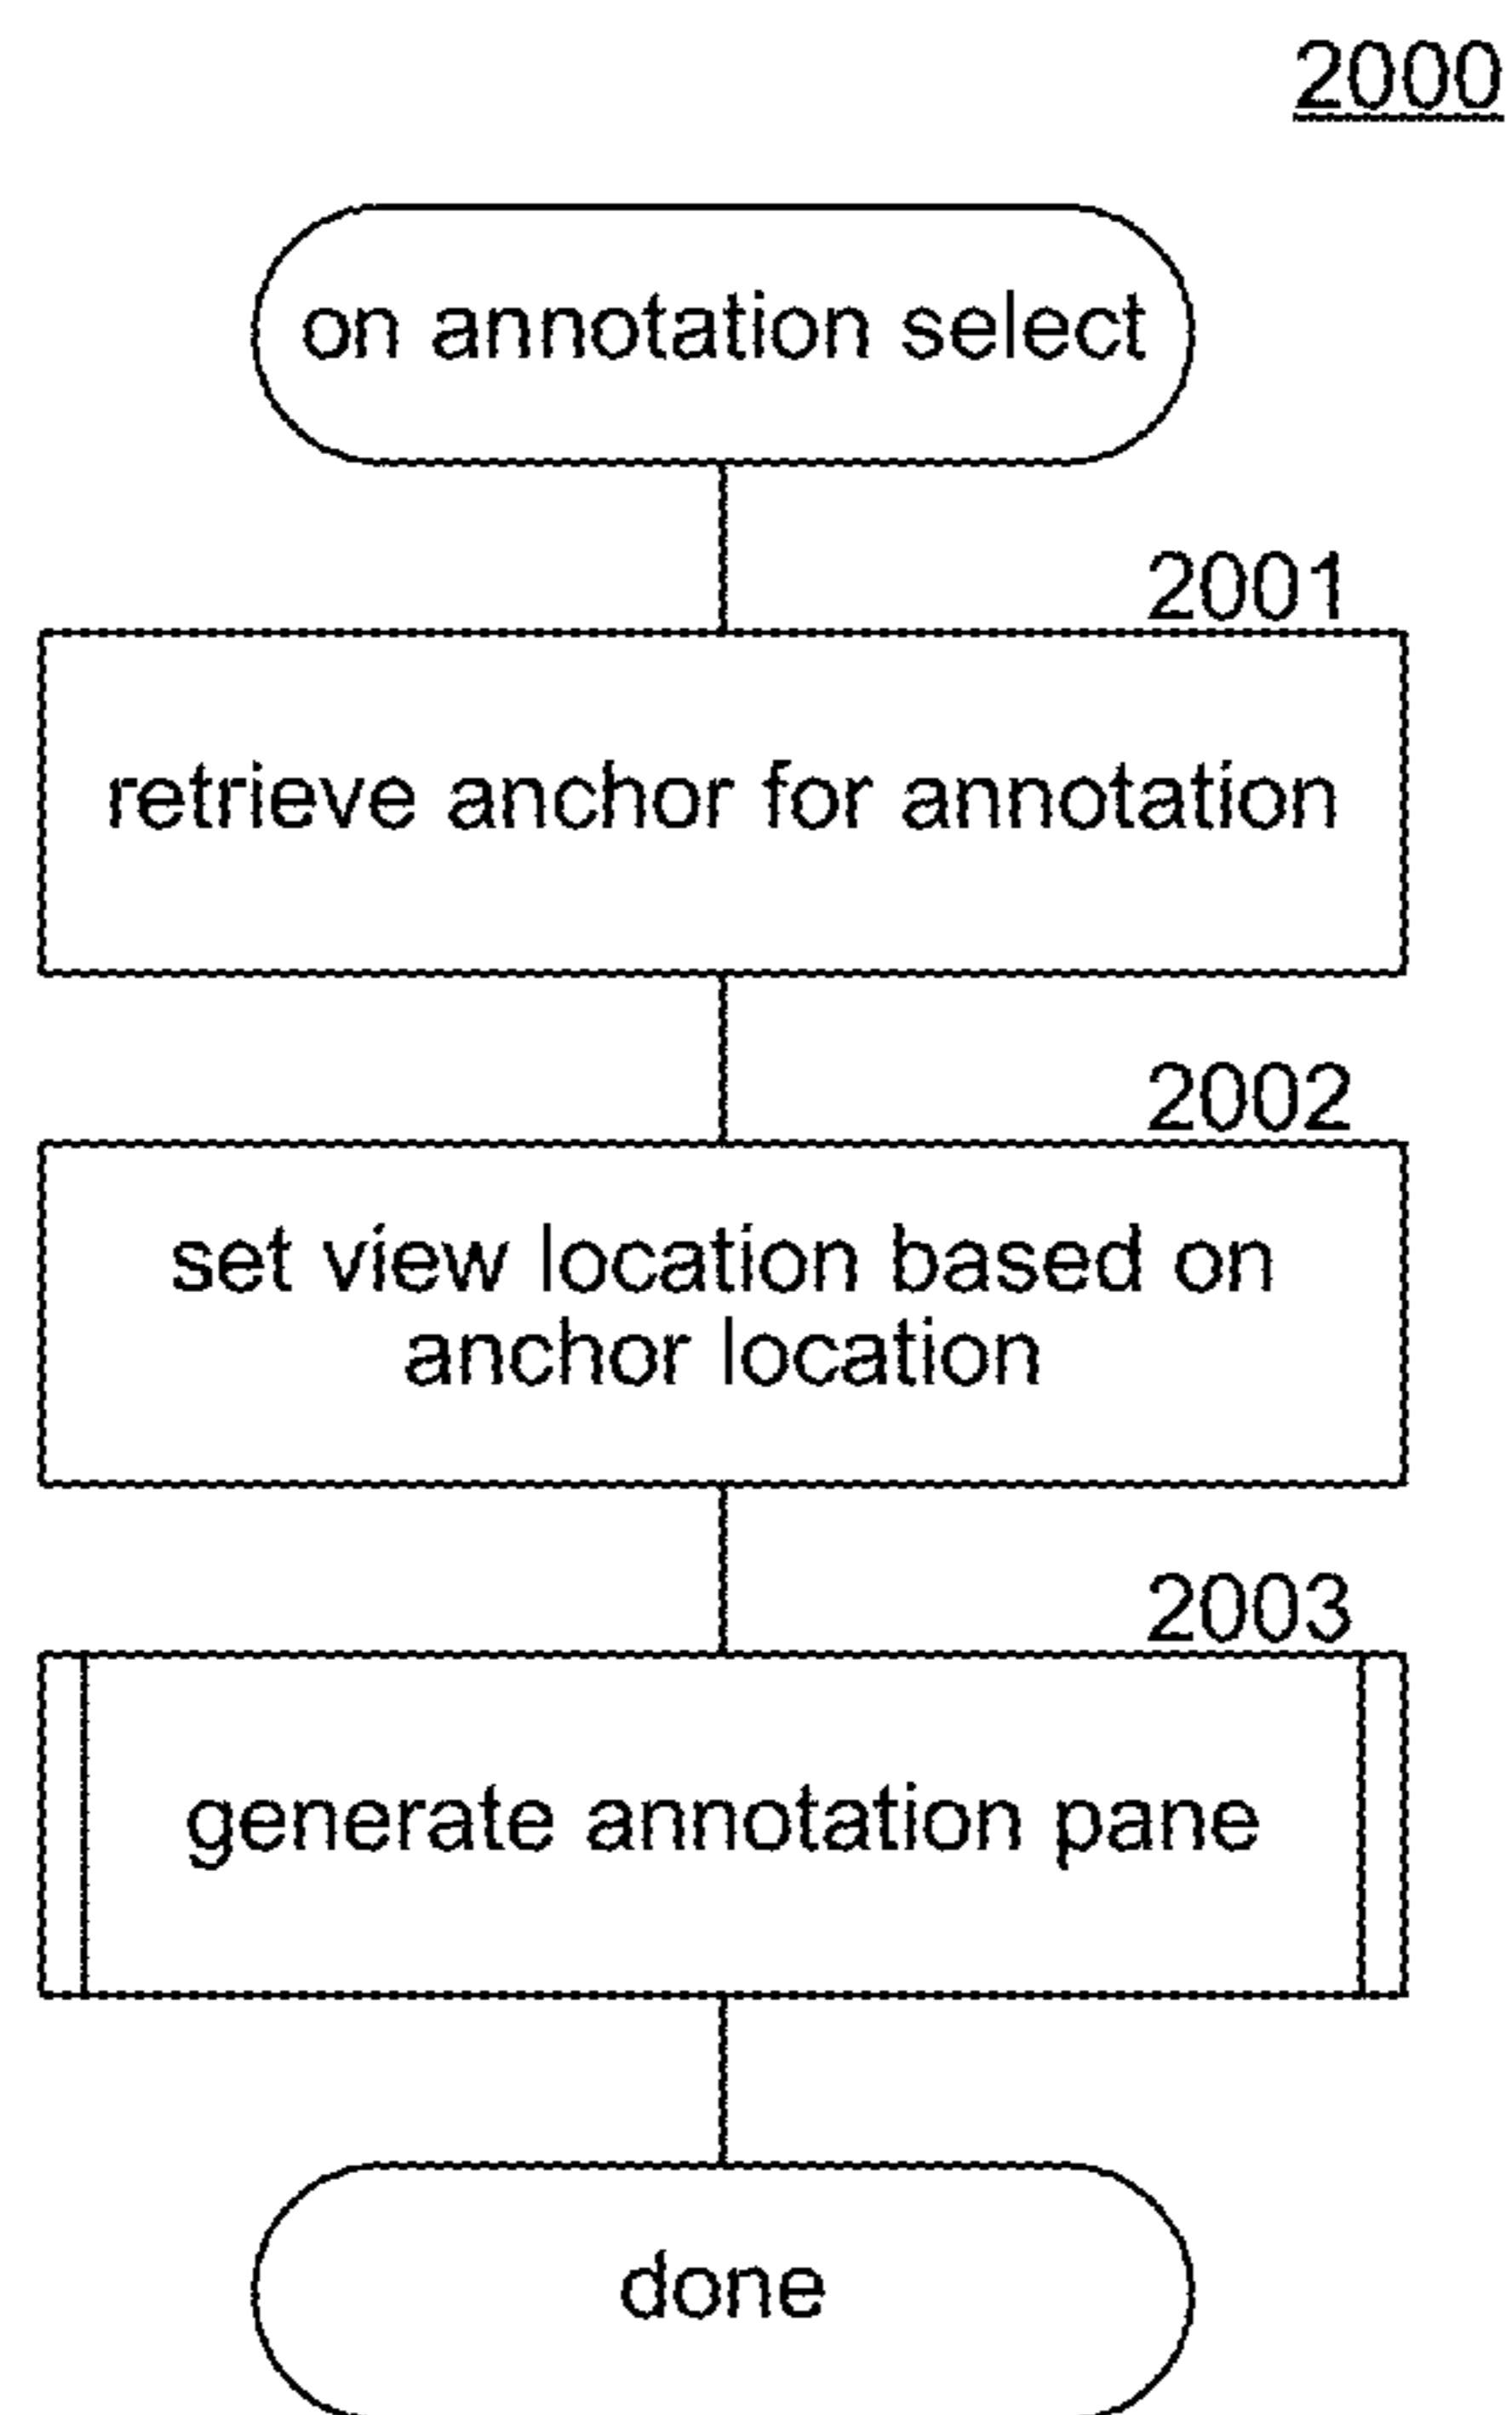 2000
on annotation select
2001
retrieve anchor for annotation
2002
set view location based on
anchor location
2003
generate annotation pane
done